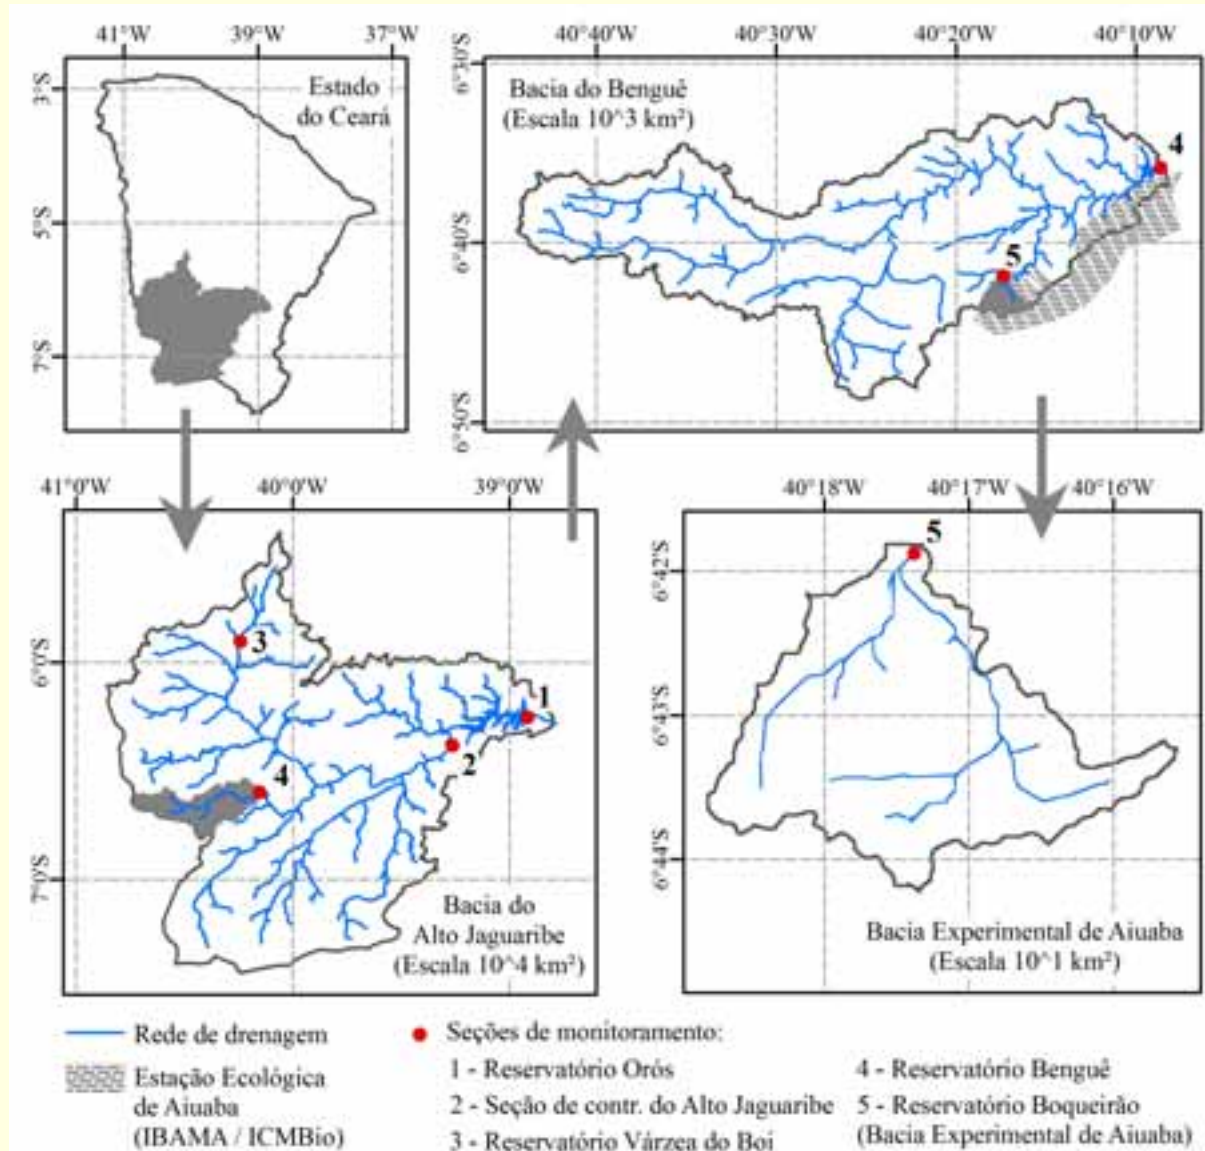 41°W 39°W 37°W
3°S
5°S
7°S
Estado
do Ceará
40°40'W 40°30'W 40°20'W 40°10'W
6°30'S
6°40'S
6°50'S
Bacia do Benguê
(Escala 10^3 km²)
4
5
41°0'W 40°0'W 39°0'W
6°0'S
7°0'S
3
1
2
4
Bacia do
Alto Jaguaribe
(Escala 10^4 km²)
40°18'W 40°17'W 40°16'W
6°42'S
6°43'S
6°44'S
5
Bacia Experimental de Aiuaba
(Escala 10^1 km²)
Rede de drenagem
Estação Ecológica
de Aiuaba
(IBAMA / ICMBio)
Seções de monitoramento:
1 - Reservatório Orós
2 - Seção de contr. do Alto Jaguaribe
3 - Reservatório Várzea do Boi
4 - Reservatório Benguê
5 - Reservatório Boqueirão
(Bacia Experimental de Aiuaba)